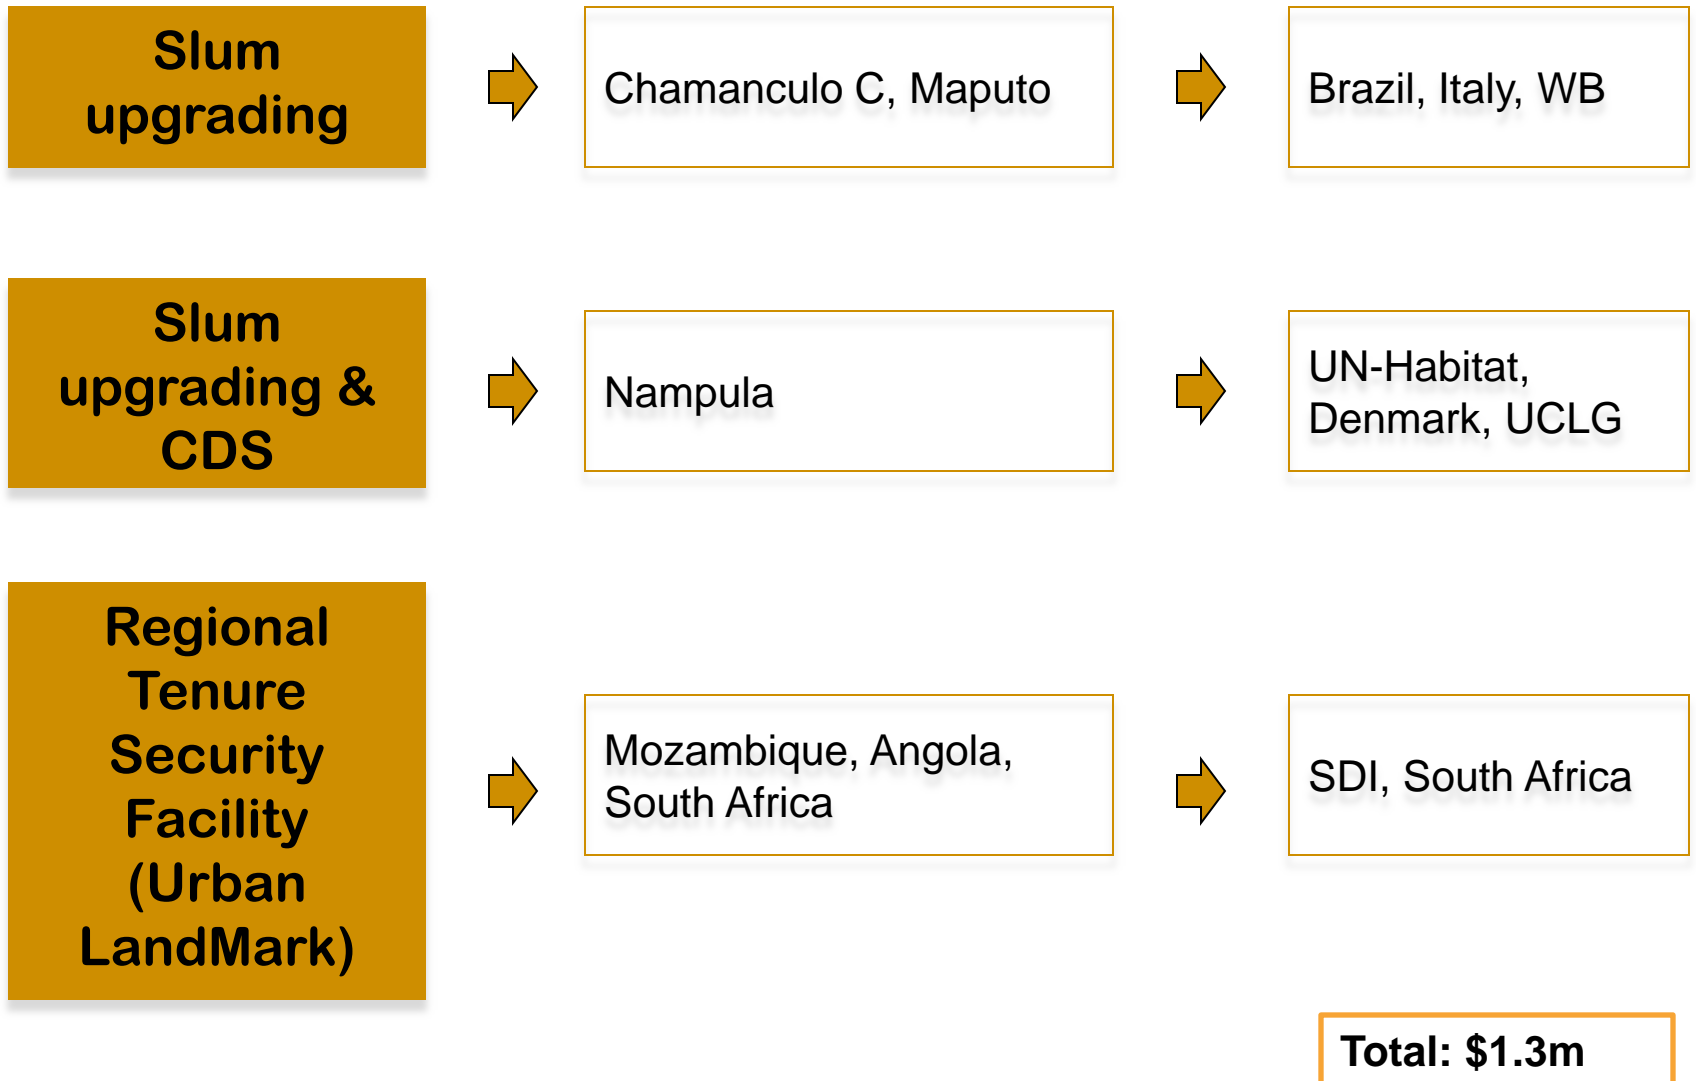 Slum
upgrading
Chamanculo C, Maputo
Brazil, Italy, WB
Slum
upgrading &
CDS
Nampula
UN-Habitat,
Denmark, UCLG
Regional
Tenure
Security
Facility
(Urban
LandMark)
Mozambique, Angola,
South Africa
SDI, South Africa
Total: $1.3m